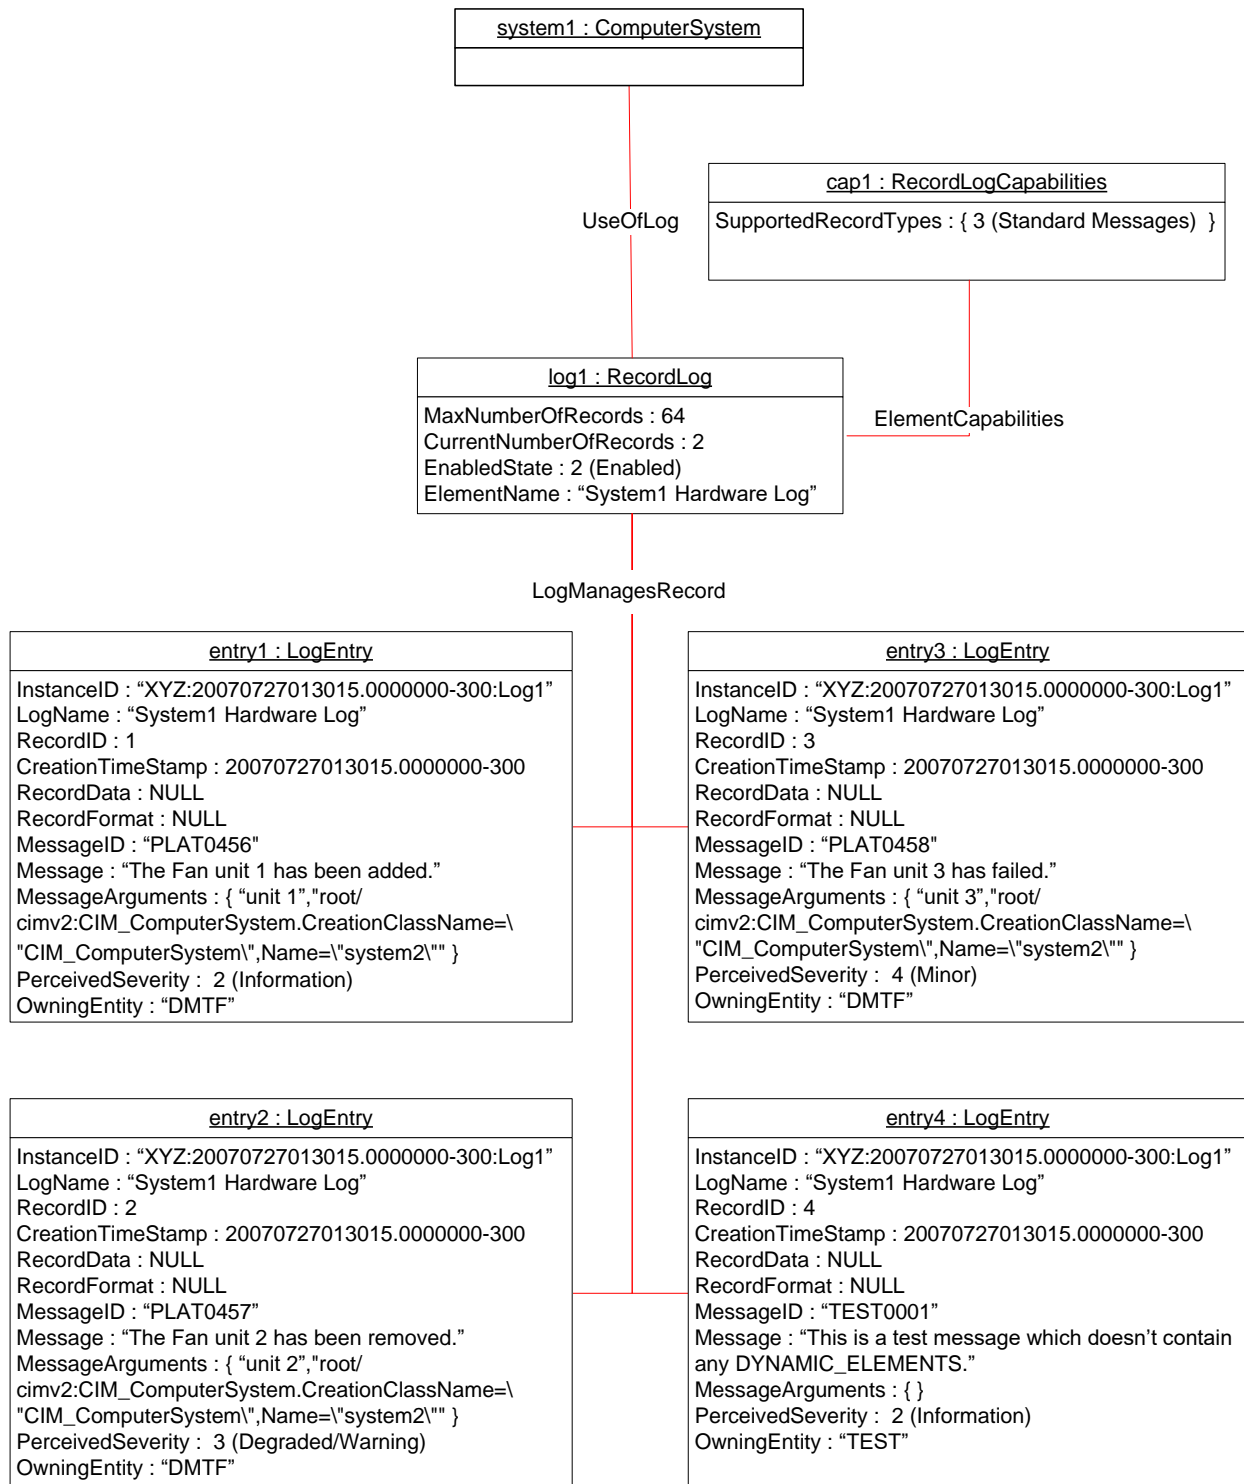 system1 : ComputerSystem
cap1 : RecordLogCapabilities
SupportedRecordTypes : { 3 (Standard Messages)  }
UseOfLog
log1 : RecordLog
MaxNumberOfRecords : 64
CurrentNumberOfRecords : 2
EnabledState : 2 (Enabled)
ElementName : “System1 Hardware Log”
ElementCapabilities
LogManagesRecord
entry1 : LogEntry
InstanceID : “XYZ:20070727013015.0000000-300:Log1”
LogName : “System1 Hardware Log”
RecordID : 1
CreationTimeStamp : 20070727013015.0000000-300
RecordData : NULL
RecordFormat : NULL
MessageID : “PLAT0456"
Message : “The Fan unit 1 has been added.”
MessageArguments : { “unit 1”,"root/
cimv2:CIM_ComputerSystem.CreationClassName=\
"CIM_ComputerSystem\",Name=\"system2\"" }
PerceivedSeverity :  2 (Information)
OwningEntity : “DMTF”
entry3 : LogEntry
InstanceID : “XYZ:20070727013015.0000000-300:Log1”
LogName : “System1 Hardware Log”
RecordID : 3
CreationTimeStamp : 20070727013015.0000000-300
RecordData : NULL
RecordFormat : NULL
MessageID : “PLAT0458"
Message : “The Fan unit 3 has failed.”
MessageArguments : { “unit 3”,"root/
cimv2:CIM_ComputerSystem.CreationClassName=\
"CIM_ComputerSystem\",Name=\"system2\"" }
PerceivedSeverity :  4 (Minor)
OwningEntity : “DMTF”
entry2 : LogEntry
InstanceID : “XYZ:20070727013015.0000000-300:Log1”
LogName : “System1 Hardware Log”
RecordID : 2
CreationTimeStamp : 20070727013015.0000000-300
RecordData : NULL
RecordFormat : NULL
MessageID : “PLAT0457”
Message : “The Fan unit 2 has been removed.”
MessageArguments : { “unit 2”,"root/
cimv2:CIM_ComputerSystem.CreationClassName=\
"CIM_ComputerSystem\",Name=\"system2\"" }
PerceivedSeverity :  3 (Degraded/Warning)
OwningEntity : “DMTF”
entry4 : LogEntry
InstanceID : “XYZ:20070727013015.0000000-300:Log1”
LogName : “System1 Hardware Log”
RecordID : 4
CreationTimeStamp : 20070727013015.0000000-300
RecordData : NULL
RecordFormat : NULL
MessageID : “TEST0001”
Message : “This is a test message which doesn’t contain
any DYNAMIC_ELEMENTS.”
MessageArguments : { }
PerceivedSeverity :  2 (Information)
OwningEntity : “TEST”